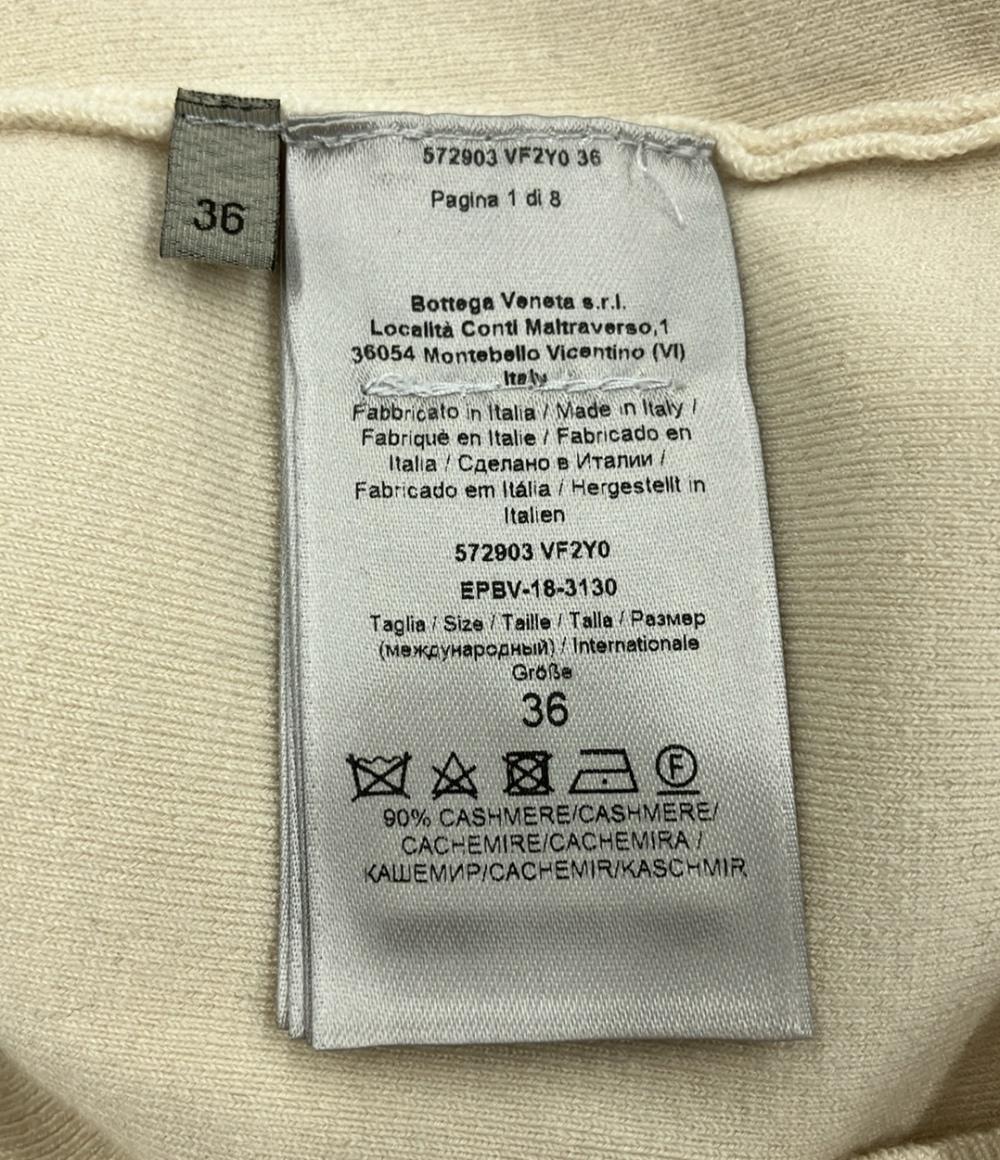 36
572903 VF2Y0 36
Pagina 1 di 8
Bottega Veneta s.r.l.
Località Conti Maltraverso,1
36054 Montebello Vicentino (VI)
Italy
Fabbricato in Italia / Made in Italy /
Fabriquè en Italie / Fabricado en
Italia / Сделано в Италии /
Fabricado em Itália / Hergestellt in
Italien
572903 VF2Y0
EPBV-18-3130
Taglia / Size / Taille / Talla / Размер
(международный) / Internationale
Größe
36
F
90% CASHMERE/CASHMERE/
CACHEMIRE/CACHEMIRA /
КАШЕМИР/CACHEMIR/KASCHMIR